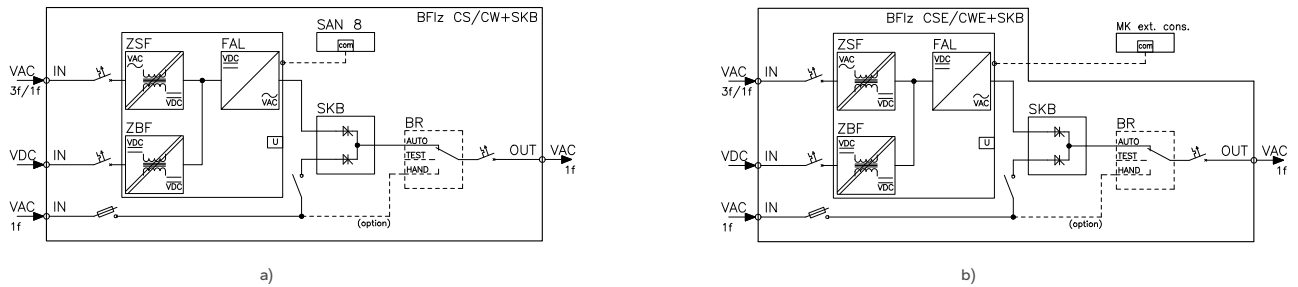 BFIz CS/CW+SKB
SAN 8
com
ZSF
FAL
VAC
VDC
VDC
VAC
VAC
IN
3f/1f
SKB
ZBF
VDC
VDC
U
BR
AUTO
TEST
HAND
VDC
IN
OUT
VAC
1f
VAC
IN
1f
(option)
a)
BFIz CSE/CWE+SKB
MK ext. cons.
com
ZSF
FAL
VAC
VDC
VDC
VAC
VAC
IN
3f/1f
SKB
ZBF
VDC
VDC
U
BR
AUTO
TEST
HAND
VDC
IN
OUT
VAC
1f
VAC
IN
1f
(option)
b)